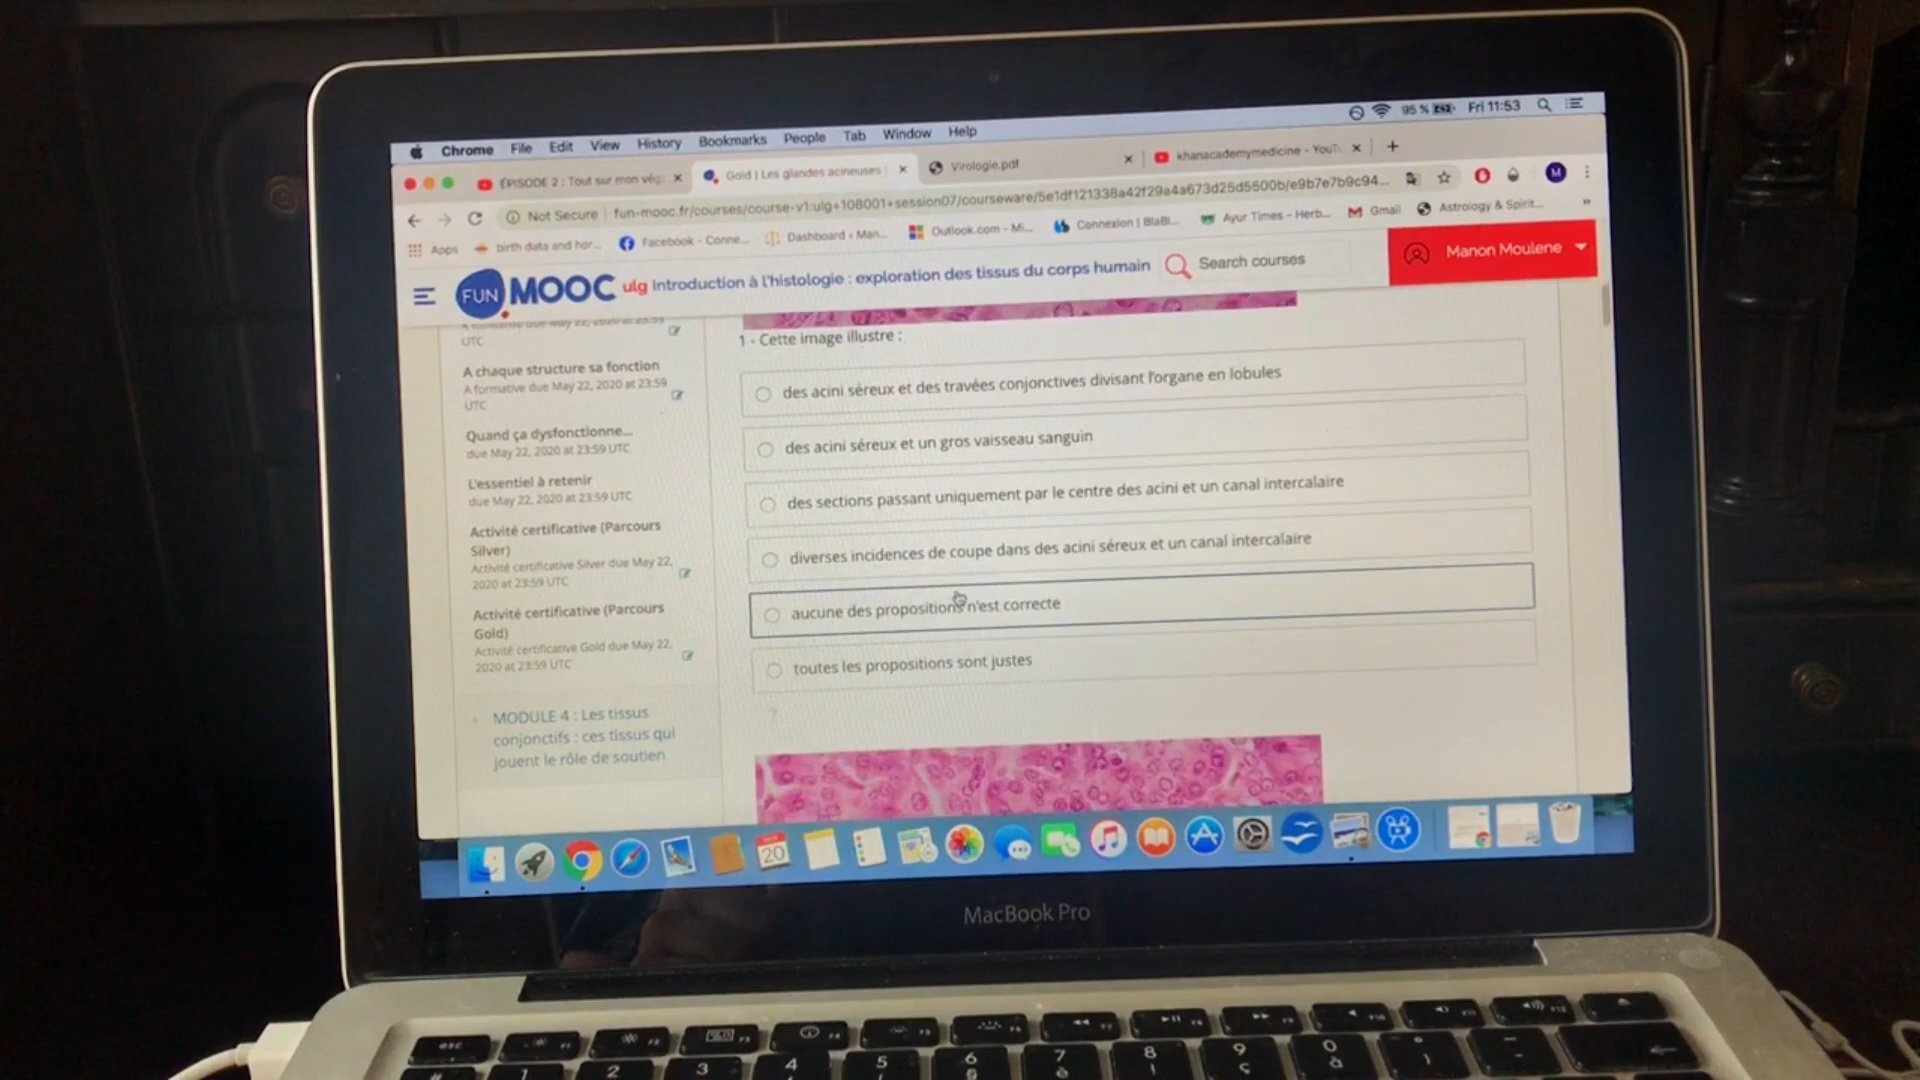 Chrome File Edit View History Bookmarks People Tab Window Help
95 % Fri 11:53
ÉPISODE 2 : Tout sur mon vég
Gold | Les glandes acineuses :
Virologie.pdf
khanacademymedicine - YouT
Not Secure | fun-mooc.fr/courses/course-v1:ulg+108001+session07/courseware/5e1df121338a42f29a4a673d25d5500b/e9b7e7b9c94...
Apps
birth data and hor...
Facebook - Conne...
Dashboard ‹ Man...
Outlook.com - Mi...
Connexion | BlaBl...
Ayur Times - Herb...
Gmail
Astrology & Spirit...
FUN MOOC
ulg Introduction à l'histologie : exploration des tissus du corps humain
Search courses
Manon Moulene
UTC
A chaque structure sa fonction
A formative due May 22, 2020 at 23:59
UTC
Quand ça dysfonctionne...
due May 22, 2020 at 23:59 UTC
L'essentiel à retenir
due May 22, 2020 at 23:59 UTC
Activité certificative (Parcours
Silver)
Activité certificative Silver due May 22,
2020 at 23:59 UTC
Activité certificative (Parcours
Gold)
Activité certificative Gold due May 22,
2020 at 23:59 UTC
MODULE 4 : Les tissus
conjonctifs : ces tissus qui
jouent le rôle de soutien
1 - Cette image illustre :
des acini séreux et des travées conjonctives divisant l'organe en lobules
des acini séreux et un gros vaisseau sanguin
des sections passant uniquement par le centre des acini et un canal intercalaire
diverses incidences de coupe dans des acini séreux et un canal intercalaire
aucune des propositions n'est correcte
toutes les propositions sont justes
?
20
MacBook Pro
esc
1 2 3 4 5 6 7 8 9 0
§ è ! ç à )